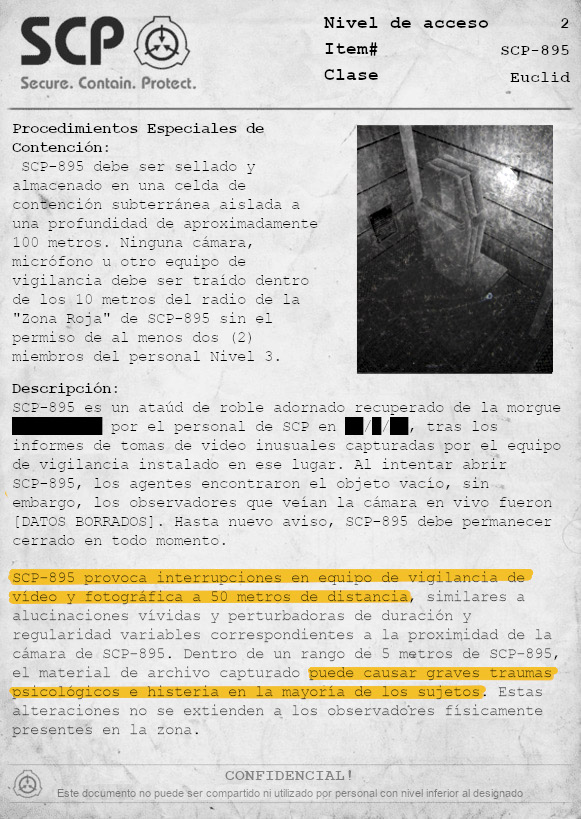 SCP
Secure. Contain. Protect.
Nivel de acceso 2
Item# SCP-895
Clase Euclid
Procedimientos Especiales de
Contención:
SCP-895 debe ser sellado y
almacenado en una celda de
contención subterránea aislada a
una profundidad de aproximadamente
100 metros. Ninguna cámara,
micrófono u otro equipo de
vigilancia debe ser traído dentro
de los 10 metros del radio de la
"Zona Roja" de SCP-895 sin el
permiso de al menos dos (2)
miembros del personal Nivel 3.
Descripción:
SCP-895 es un ataúd de roble adornado recuperado de la morgue
por el personal de SCP en / / , tras los
informes de tomas de video inusuales capturadas por el equipo
de vigilancia instalado en ese lugar. Al intentar abrir
SCP-895, los agentes encontraron el objeto vacío, sin
embargo, los observadores que veían la cámara en vivo fueron
[DATOS BORRADOS]. Hasta nuevo aviso, SCP-895 debe permanecer
cerrado en todo momento.
SCP-895 provoca interrupciones en equipo de vigilancia de
vídeo y fotográfica a 50 metros de distancia, similares a
alucinaciones vívidas y perturbadoras de duración y
regularidad variables correspondientes a la proximidad de la
cámara de SCP-895. Dentro de un rango de 5 metros de SCP-895,
el material de archivo capturado puede causar graves traumas
psicológicos e histeria en la mayoría de los sujetos. Estas
alteraciones no se extienden a los observadores físicamente
presentes en la zona.
CONFIDENCIAL!
Este documento no puede ser compartido ni utilizado por personal con nivel inferior al designado